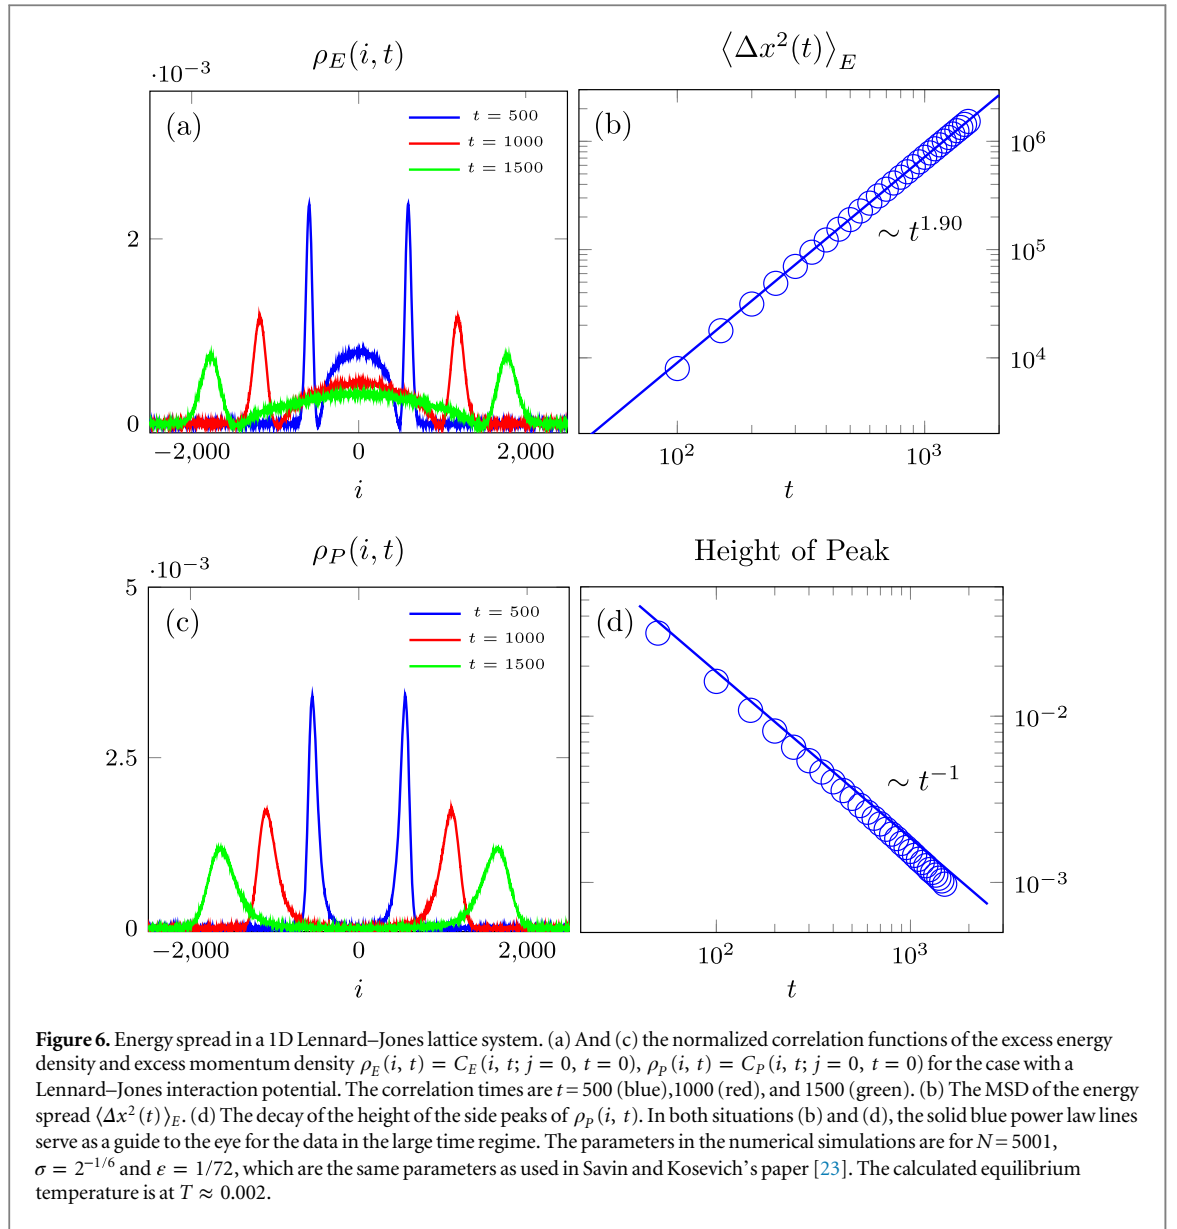 ρ_E(i, t)
·10⁻³
(a)
t = 500
t = 1000
t = 1500
2
0
−2,000 0 2,000
i
⟨Δx²(t)⟩_E
(b)
∼ t^1.90
10⁶
10⁵
10⁴
10² 10³
t
ρ_P(i, t)
·10⁻³
5
(c)
t = 500
t = 1000
t = 1500
2.5
0
−2,000 0 2,000
i
Height of Peak
(d)
∼ t⁻¹
10⁻²
10⁻³
10² 10³
t
Figure 6. Energy spread in a 1D Lennard–Jones lattice system. (a) And (c) the normalized correlation functions of the excess energy
density and excess momentum density ρ_E(i, t) = C_E(i, t; j = 0, t = 0), ρ_P(i, t) = C_P(i, t; j = 0, t = 0) for the case with a
Lennard–Jones interaction potential. The correlation times are t = 500 (blue),1000 (red), and 1500 (green). (b) The MSD of the energy
spread ⟨Δx²(t)⟩_E. (d) The decay of the height of the side peaks of ρ_P(i, t). In both situations (b) and (d), the solid blue power law lines
serve as a guide to the eye for the data in the large time regime. The parameters in the numerical simulations are for N = 5001,
σ = 2^−1/6 and ε = 1/72, which are the same parameters as used in Savin and Kosevich's paper [23]. The calculated equilibrium
temperature is at T ≈ 0.002.